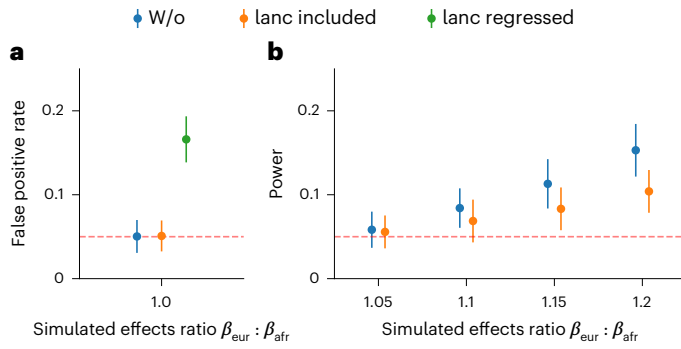 W/o lanc included lanc regressed
a b
False positive rate
0.2
0.1
0
1.0
Simulated effects ratio βeur : βafr
Power
0.2
0.1
0
1.05 1.1 1.15 1.2
Simulated effects ratio βeur : βafr